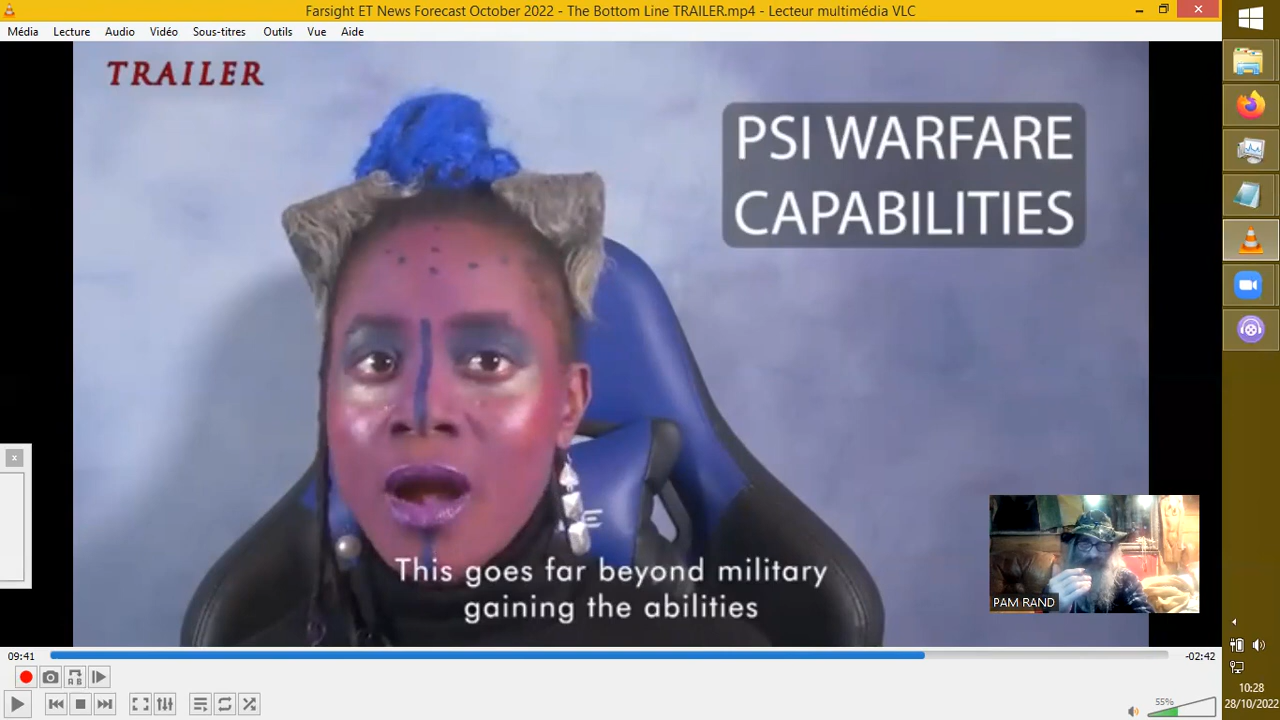 Farsight ET News Forecast October 2022 - The Bottom Line TRAILER.mp4 - Lecteur multimédia VLC
Média Lecture Audio Vidéo Sous-titres Outils Vue Aide
TRAILER
PSI WARFARE
CAPABILITIES
x
This goes far beyond military
gaining the abilities
PAM RAND
09:41
-02:42
A B
55%
10:28
28/10/2022